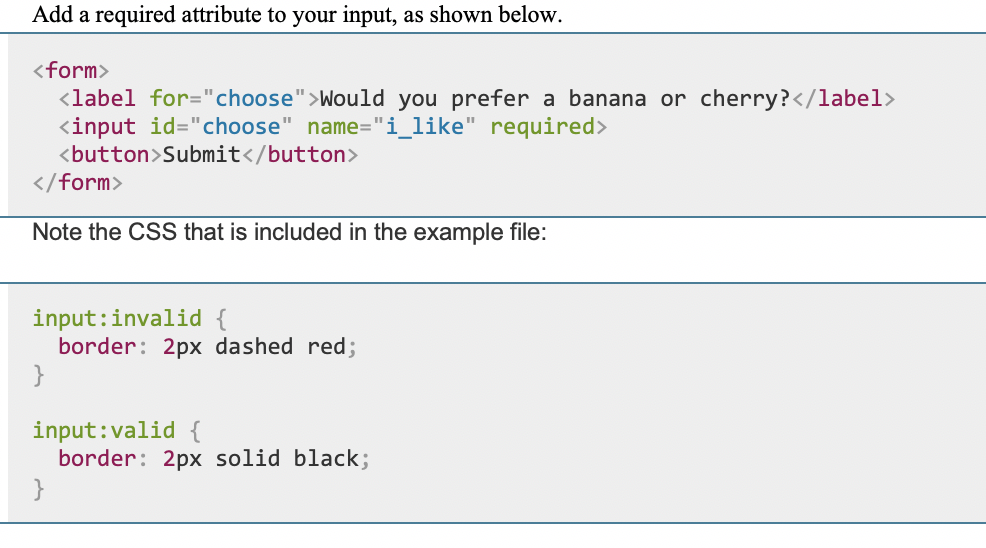 Add a required attribute to your input, as shown below.
<form>
  <label for="choose">Would you prefer a banana or cherry?</label>
  <input id="choose" name="i_like" required>
  <button>Submit</button>
</form>
Note the CSS that is included in the example file:
input:invalid {
  border: 2px dashed red;
}
input:valid {
  border: 2px solid black;
}